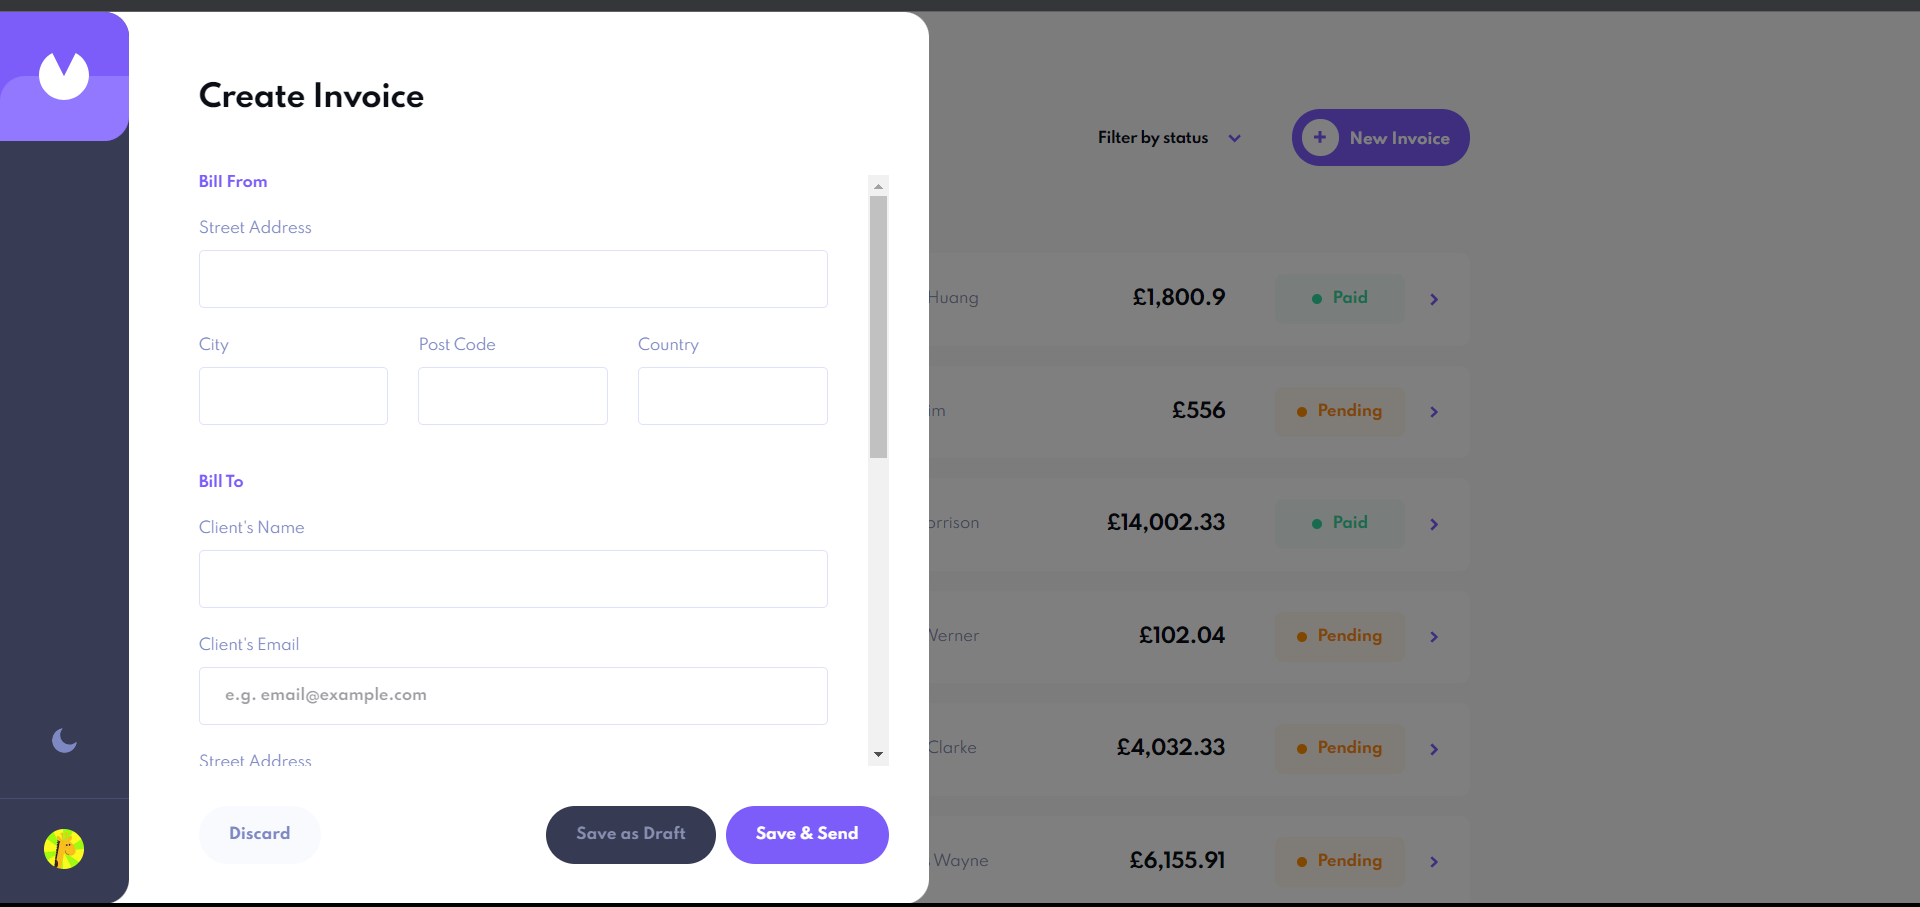 Create Invoice
Filter by status
New Invoice
Bill From
Street Address
City Post Code Country
Bill To
Client's Name
Client's Email
e.g. email@example.com
Street Address
Discard Save as Draft Save & Send
Huang £1,800.9 Paid
im £556 Pending
orrison £14,002.33 Paid
Werner £102.04 Pending
Clarke £4,032.33 Pending
Wayne £6,155.91 Pending